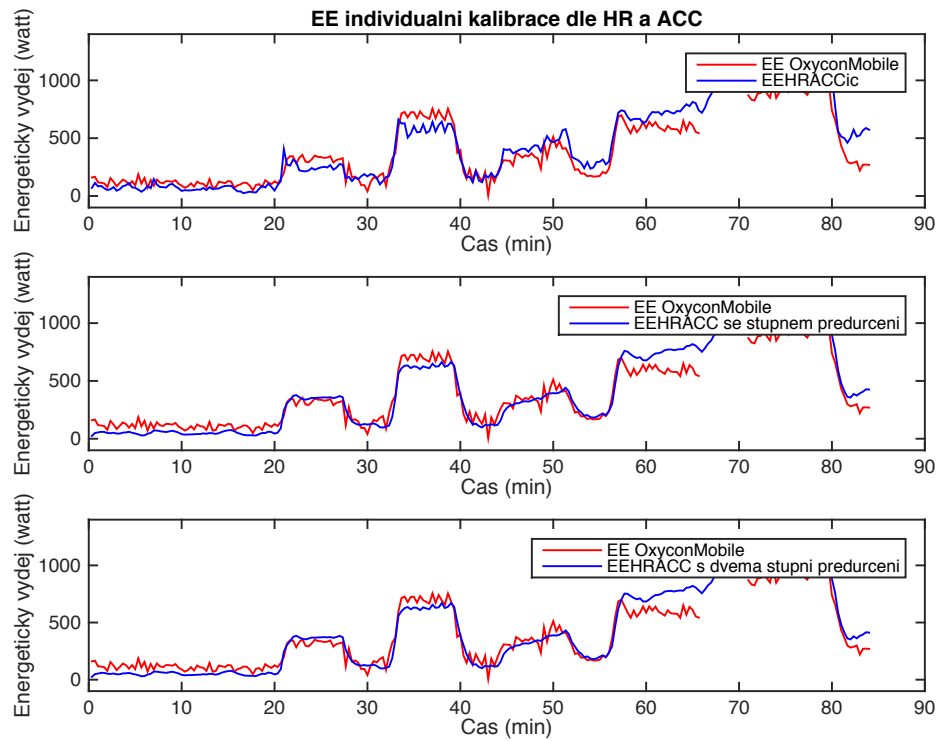 EE individualni kalibrace dle HR a ACC
Energeticky vydej (watt)
1000
500
0
EE OxyconMobile
EEHRACCic
0 10 20 30 40 50 60 70 80 90
Cas (min)
Energeticky vydej (watt)
1000
500
0
EE OxyconMobile
EEHRACC se stupnem predurceni
0 10 20 30 40 50 60 70 80 90
Cas (min)
Energeticky vydej (watt)
1000
500
0
EE OxyconMobile
EEHRACC s dvema stupni predurceni
0 10 20 30 40 50 60 70 80 90
Cas (min)